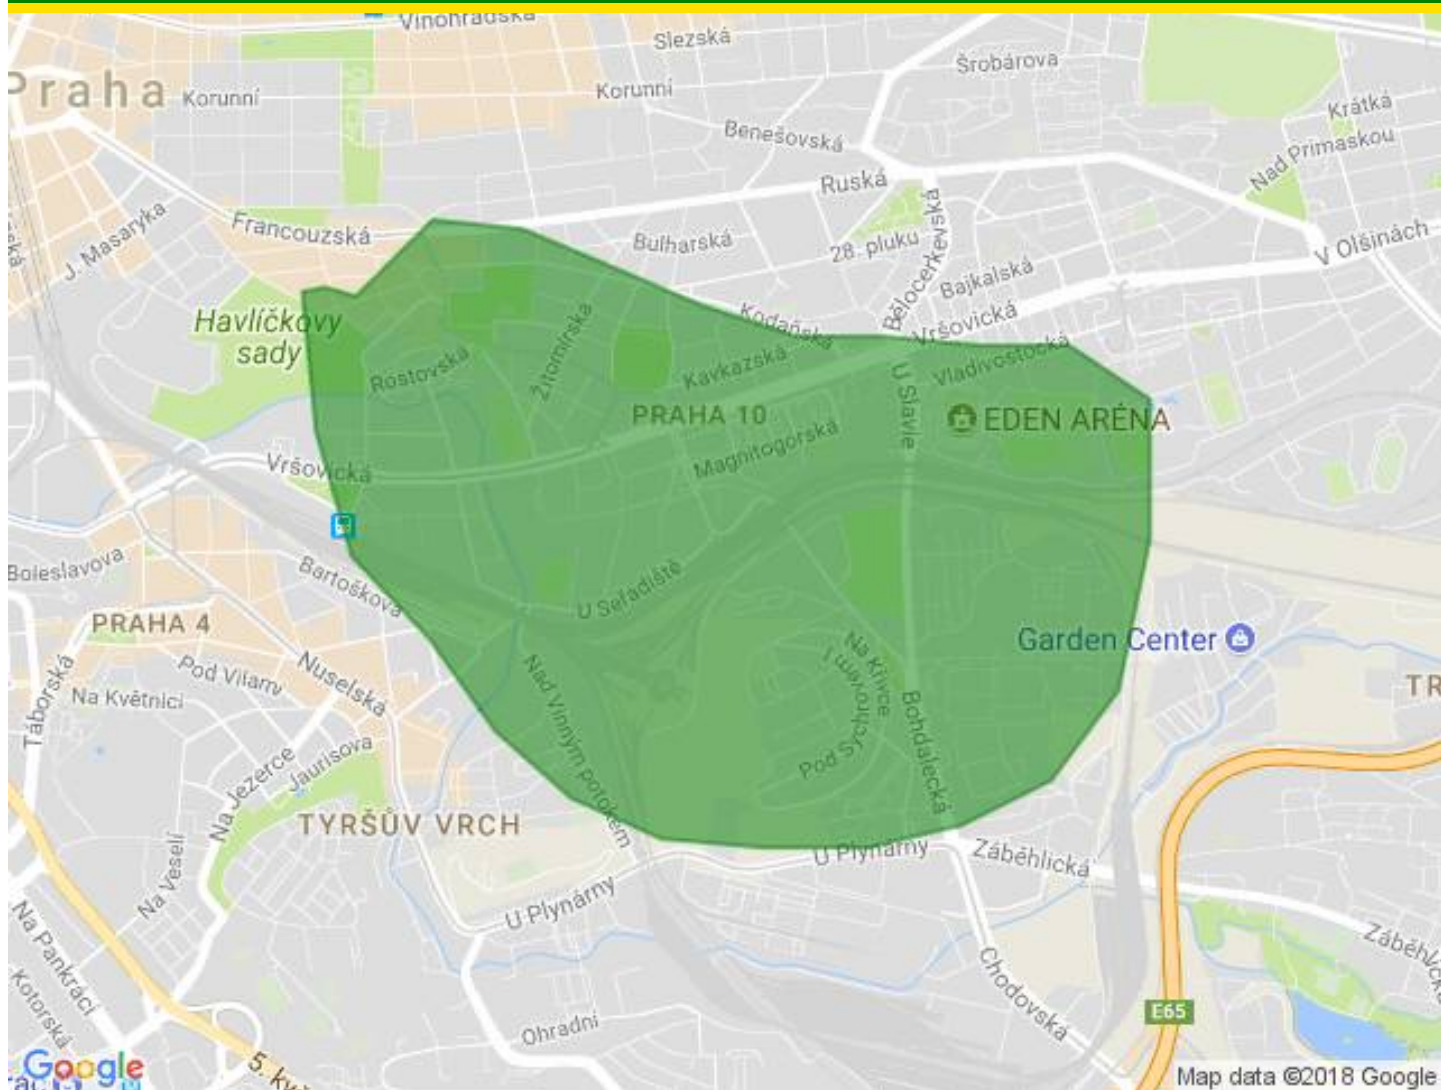 Vinohradská
Slezská
Šrobárova
Praha
Korunní
Korunní
Krátká
Benešovská
Nad Primaskou
Ruská
J. Masaryka
Francouzská
Bulharská
28. pluku
Bělocerkevská
V Olšinách
Bajkalská
Havlíčkovy
sady
Žitomírská
Kodaňská
Vršovická
Rostovská
Kavkazská
Vladivostocká
U Slavie
PRAHA 10
EDEN ARÉNA
Magnitogorská
Vršovická
Boleslavova
Bartoškova
U Seřadiště
PRAHA 4
Garden Center
Táborská
Pod Vilami
Nuselská
Na Květnici
Nad Vinným potokem
Na Křivce
Pod Sychrovem I
Bohdalecká
TR
Na Jezerce
Jaurisova
TYRŠŮV VRCH
U Plynárny
Záběhlická
Na Veselí
U Plynárny
Na Pankráci
Záběhlická
Chodovská
Kotorská
Ohradní
E65
Google
5. kvě
Map data ©2018 Google